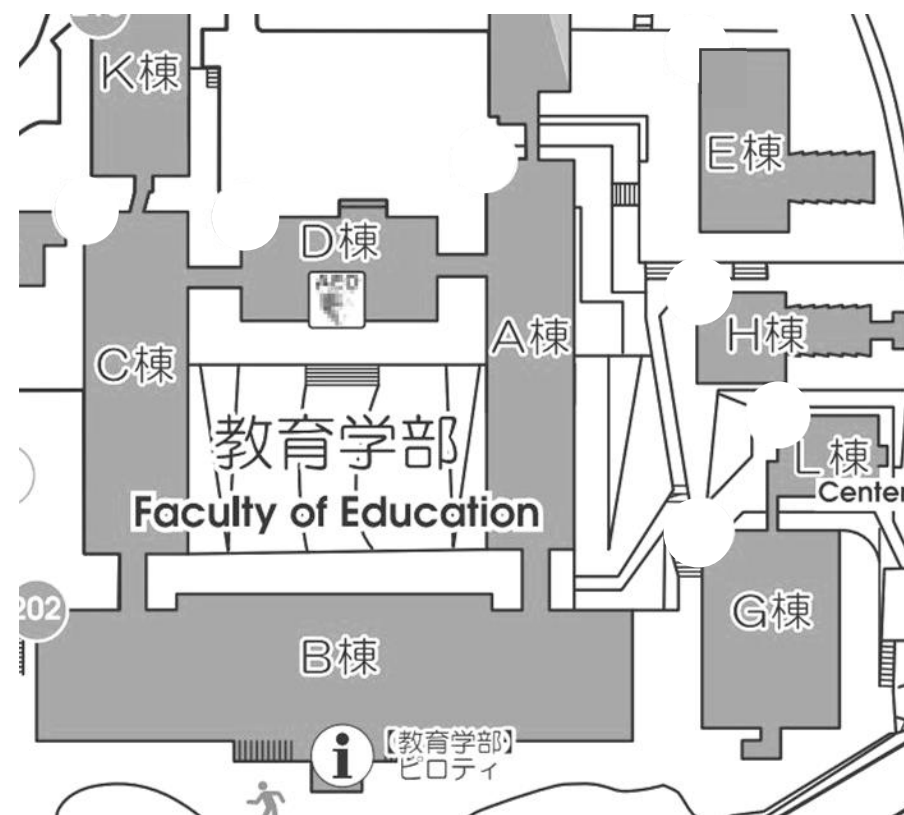 K棟
E棟
D棟
AED
A棟
H棟
C棟
教育学部
Faculty of Education
L棟
Center
202
G棟
B棟
i
【教育学部】
ピロティ